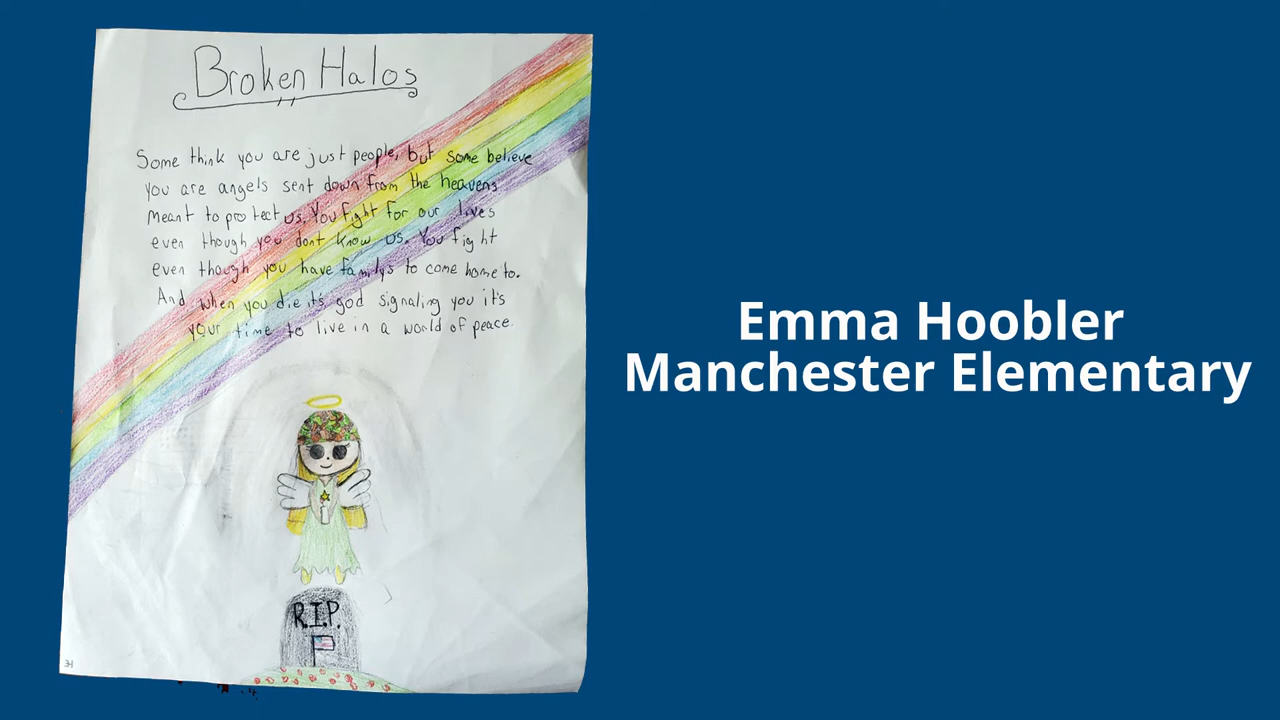 Broken Halos
Some think you are just people, but some believe
you are angels sent down from the heavens
meant to protect us. You fight for our lives
even though you dont know us. You fight
even though you have familys to come home to.
And when you die it's god signaling you it's
your time to live in a world of peace.
R.I.P.
Emma Hoobler
Manchester Elementary